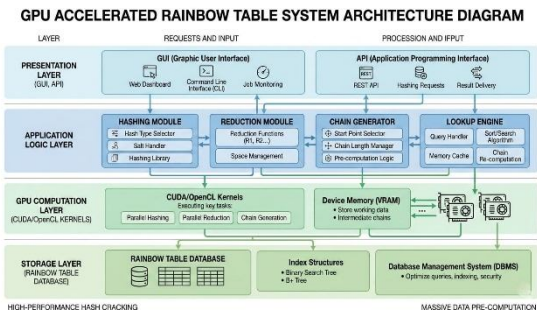 GPU ACCELERATED RAINBOW TABLE SYSTEM ARCHITECTURE DIAGRAM
LAYER
REQUESTS AND INPUT
PROCESSION AND IFPUT
PRESENTATION
LAYER
(GUI, API)
GUI (Graphic User Interface)
Web Dashboard
Command Line
Interface (CLI)
Job Monitoring
API (Application Programming Interface)
REST
REST API
Hashing Requests
Result Delivery
APPLICATION
LOGIC LAYER
HASHING MODULE
Hash Type Selector
Salt Handler
Hashing Library
REDUCTION MODULE
Reduction Functions
(R1, R2...)
Space Management
CHAIN GENERATOR
Start Point Selector
Chain Length Manager
Pre-computation Logic
LOOKUP ENGINE
Query Handler
Sort/Search
Algorithm
Memory Cache
Chain
Re-computation
GPU COMPUTATION
LAYER
(CUDA/OpenCL KERNELS)
CUDA/OpenCL Kernels
Executing key tasks:
Parallel Hashing
Parallel Reduction
Chain Generation
Device Memory (VRAM)
• Store working data
• Intermediate chains
...
STORAGE LAYER
(RAINBOW TABLE
DATABASE)
RAINBOW TABLE DATABASE
Index Structures
• Binary Search Tree
• B+ Tree
Database Management System (DBMS)
• Optimize queries, indexing, security
HIGH-PERFORMANCE HASH CRACKING
MASSIVE DATA PRE-COMPUTATION